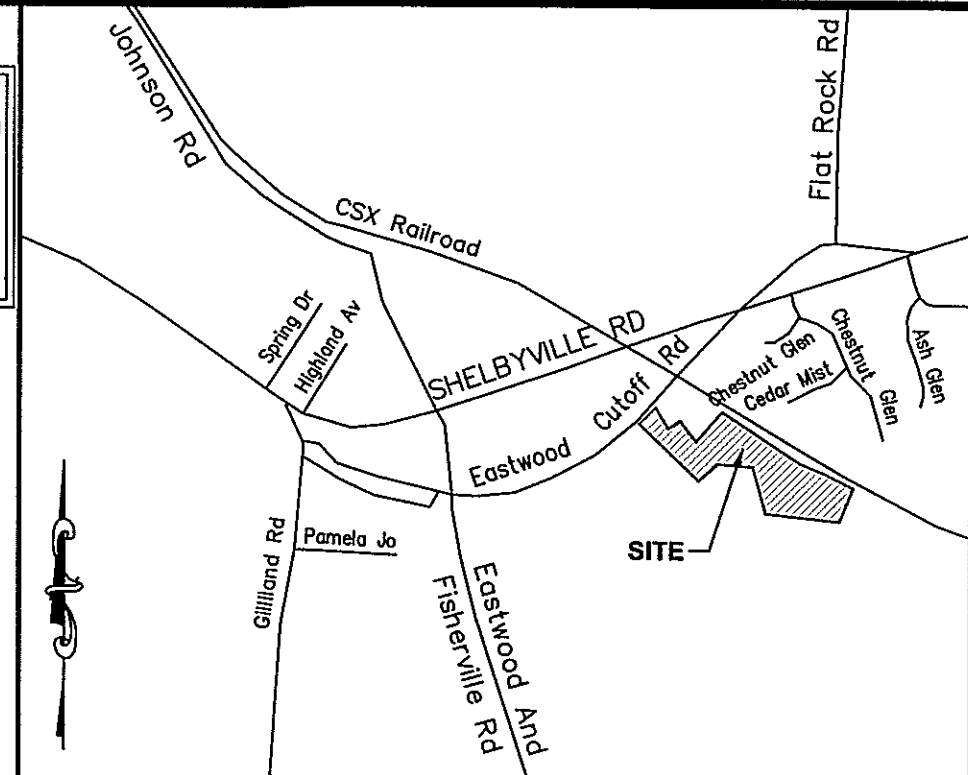 Johnson Rd
Flat Rock Rd
CSX Railroad
Spring Dr
Highland Av
SHELBYVILLE RD
Chestnut Glen
Cedar Mist
Chestnut Glen
Ash Glen
Eastwood Cutoff Rd
SITE
Gilliland Rd
Pamela Jo
Eastwood And
Fisherville Rd